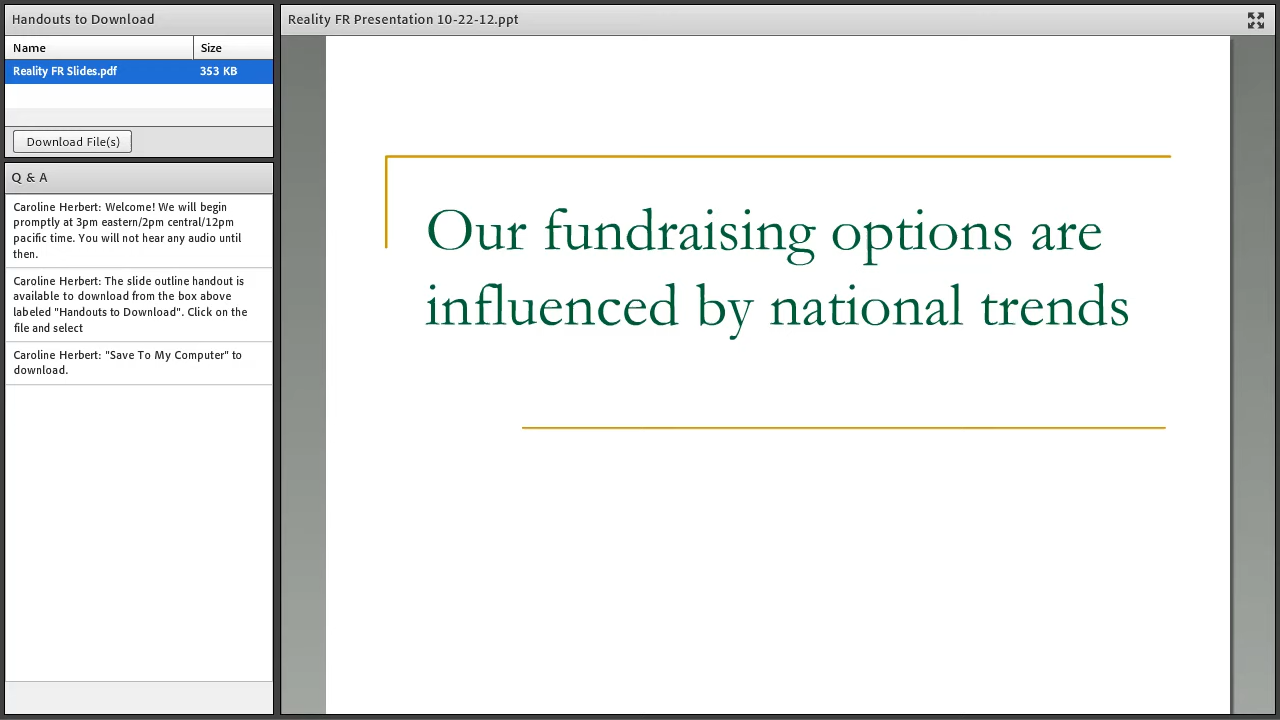 Handouts to Download
Name Size
Reality FR Slides.pdf 353 KB
Download File(s)
Q & A
Caroline Herbert: Welcome! We will begin
promptly at 3pm eastern/2pm central/12pm
pacific time. You will not hear any audio until
then.
Caroline Herbert: The slide outline handout is
available to download from the box above
labeled "Handouts to Download". Click on the
file and select
Caroline Herbert: "Save To My Computer" to
download.
Reality FR Presentation 10-22-12.ppt
Our fundraising options are
influenced by national trends